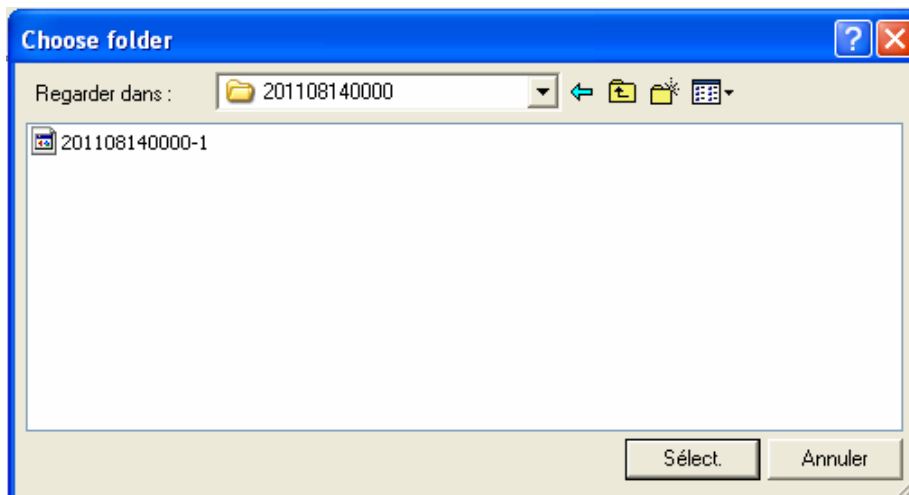 Choose folder
Regarder dans :
201108140000
201108140000-1
Sélect.
Annuler